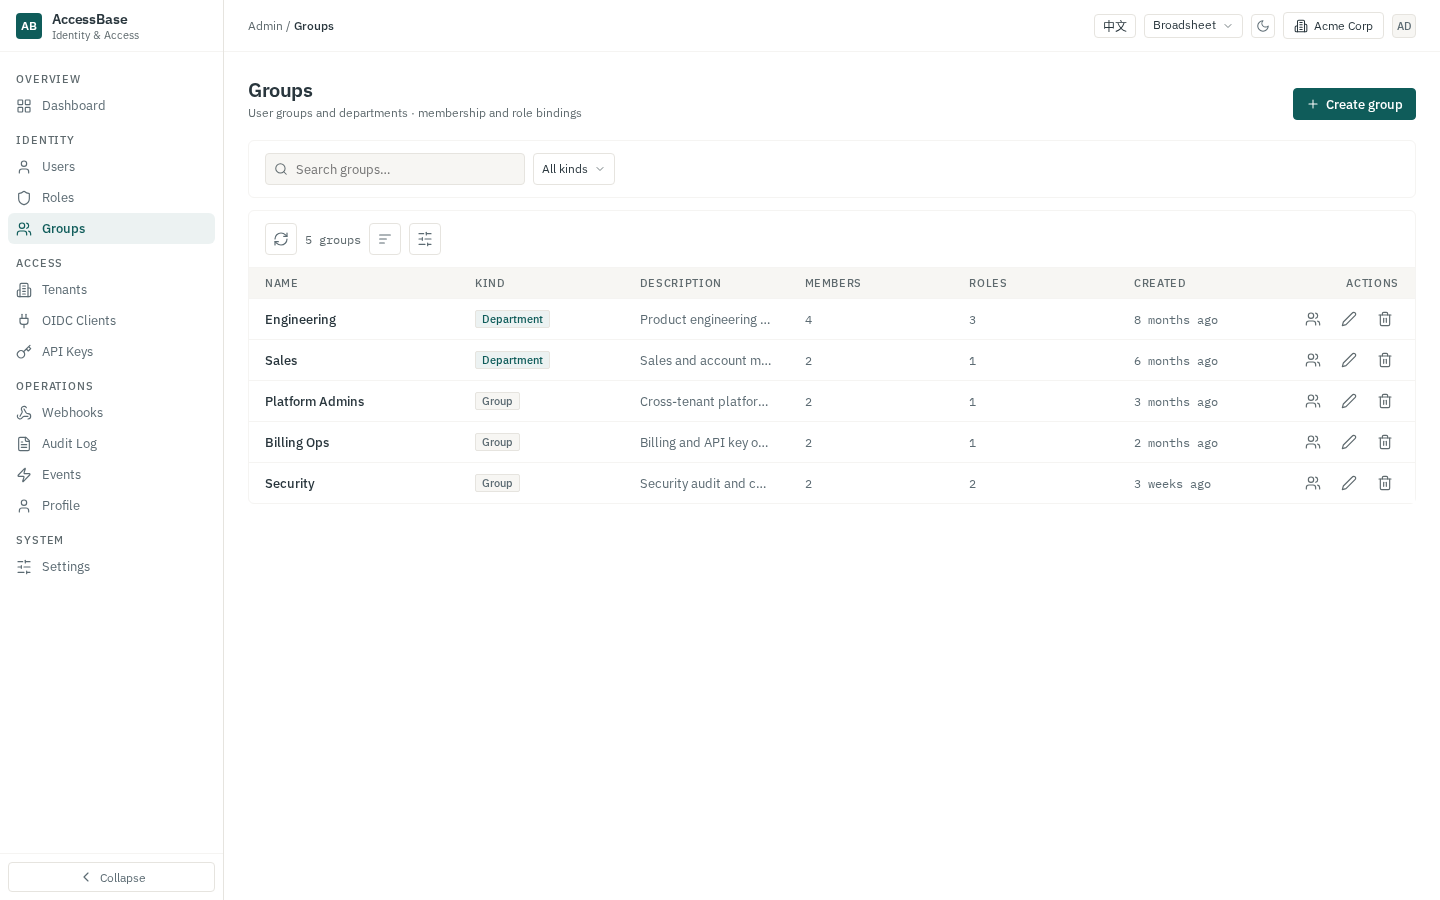 AB
AccessBase
Identity & Access
OVERVIEW
Dashboard
IDENTITY
Users
Roles
Groups
ACCESS
Tenants
OIDC Clients
API Keys
OPERATIONS
Webhooks
Audit Log
Events
Profile
SYSTEM
Settings
Collapse
Admin / Groups
中文
Broadsheet
Acme Corp
AD
Groups
User groups and departments · membership and role bindings
Create group
Search groups...
All kinds
5 groups
NAME KIND DESCRIPTION MEMBERS ROLES CREATED ACTIONS
Engineering Department Product engineering ... 4 3 8 months ago
Sales Department Sales and account m... 2 1 6 months ago
Platform Admins Group Cross-tenant platfor... 2 1 3 months ago
Billing Ops Group Billing and API key o... 2 1 2 months ago
Security Group Security audit and c... 2 2 3 weeks ago